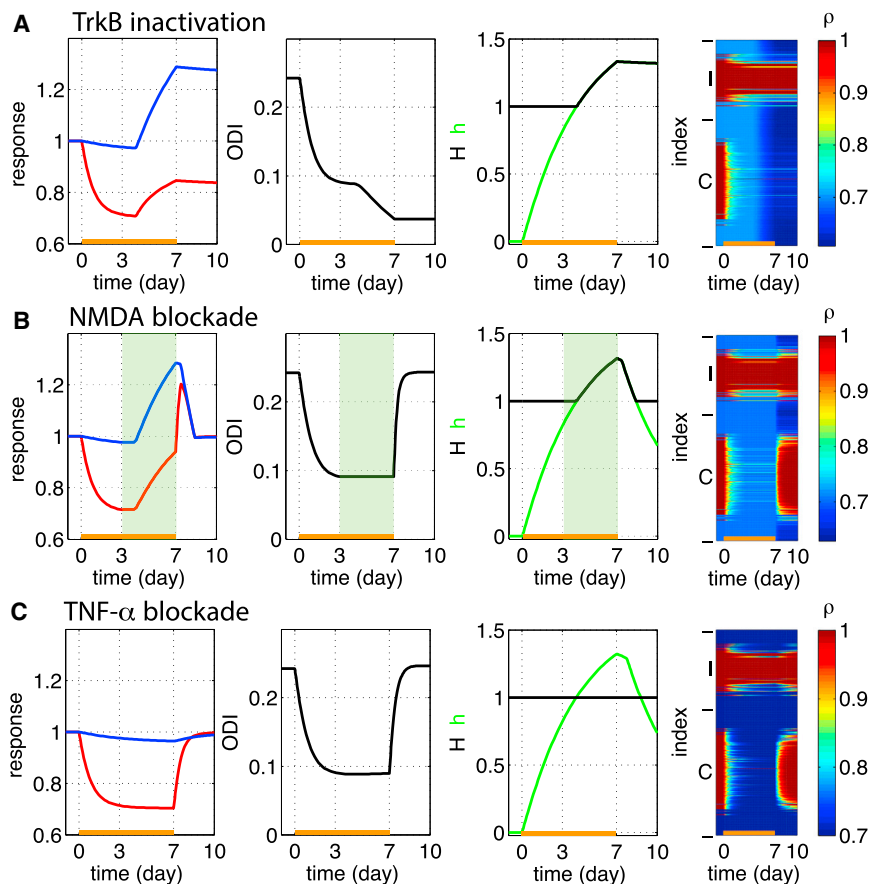 A TrkB inactivation
response
1.2
1
0.8
0.6
0 3 7 10
time (day)
ODI
0.2
0.1
0
0 3 7 10
time (day)
H h
1.5
1
0.5
0
0 3 7 10
time (day)
index
I
C
0 7 10
time (day)
ρ
1
0.9
0.8
0.7
B NMDA blockade
response
1.2
1
0.8
0.6
0 3 7 10
time (day)
ODI
0.2
0.1
0
0 3 7 10
time (day)
H h
1.5
1
0.5
0
0 3 7 10
time (day)
index
I
C
0 7 10
time (day)
ρ
1
0.9
0.8
0.7
C TNF-α blockade
response
1.2
1
0.8
0.6
0 3 7 10
time (day)
ODI
0.2
0.1
0
0 3 7 10
time (day)
H h
1.5
1
0.5
0
0 3 7 10
time (day)
index
I
C
0 7 10
time (day)
ρ
1
0.9
0.8
0.7